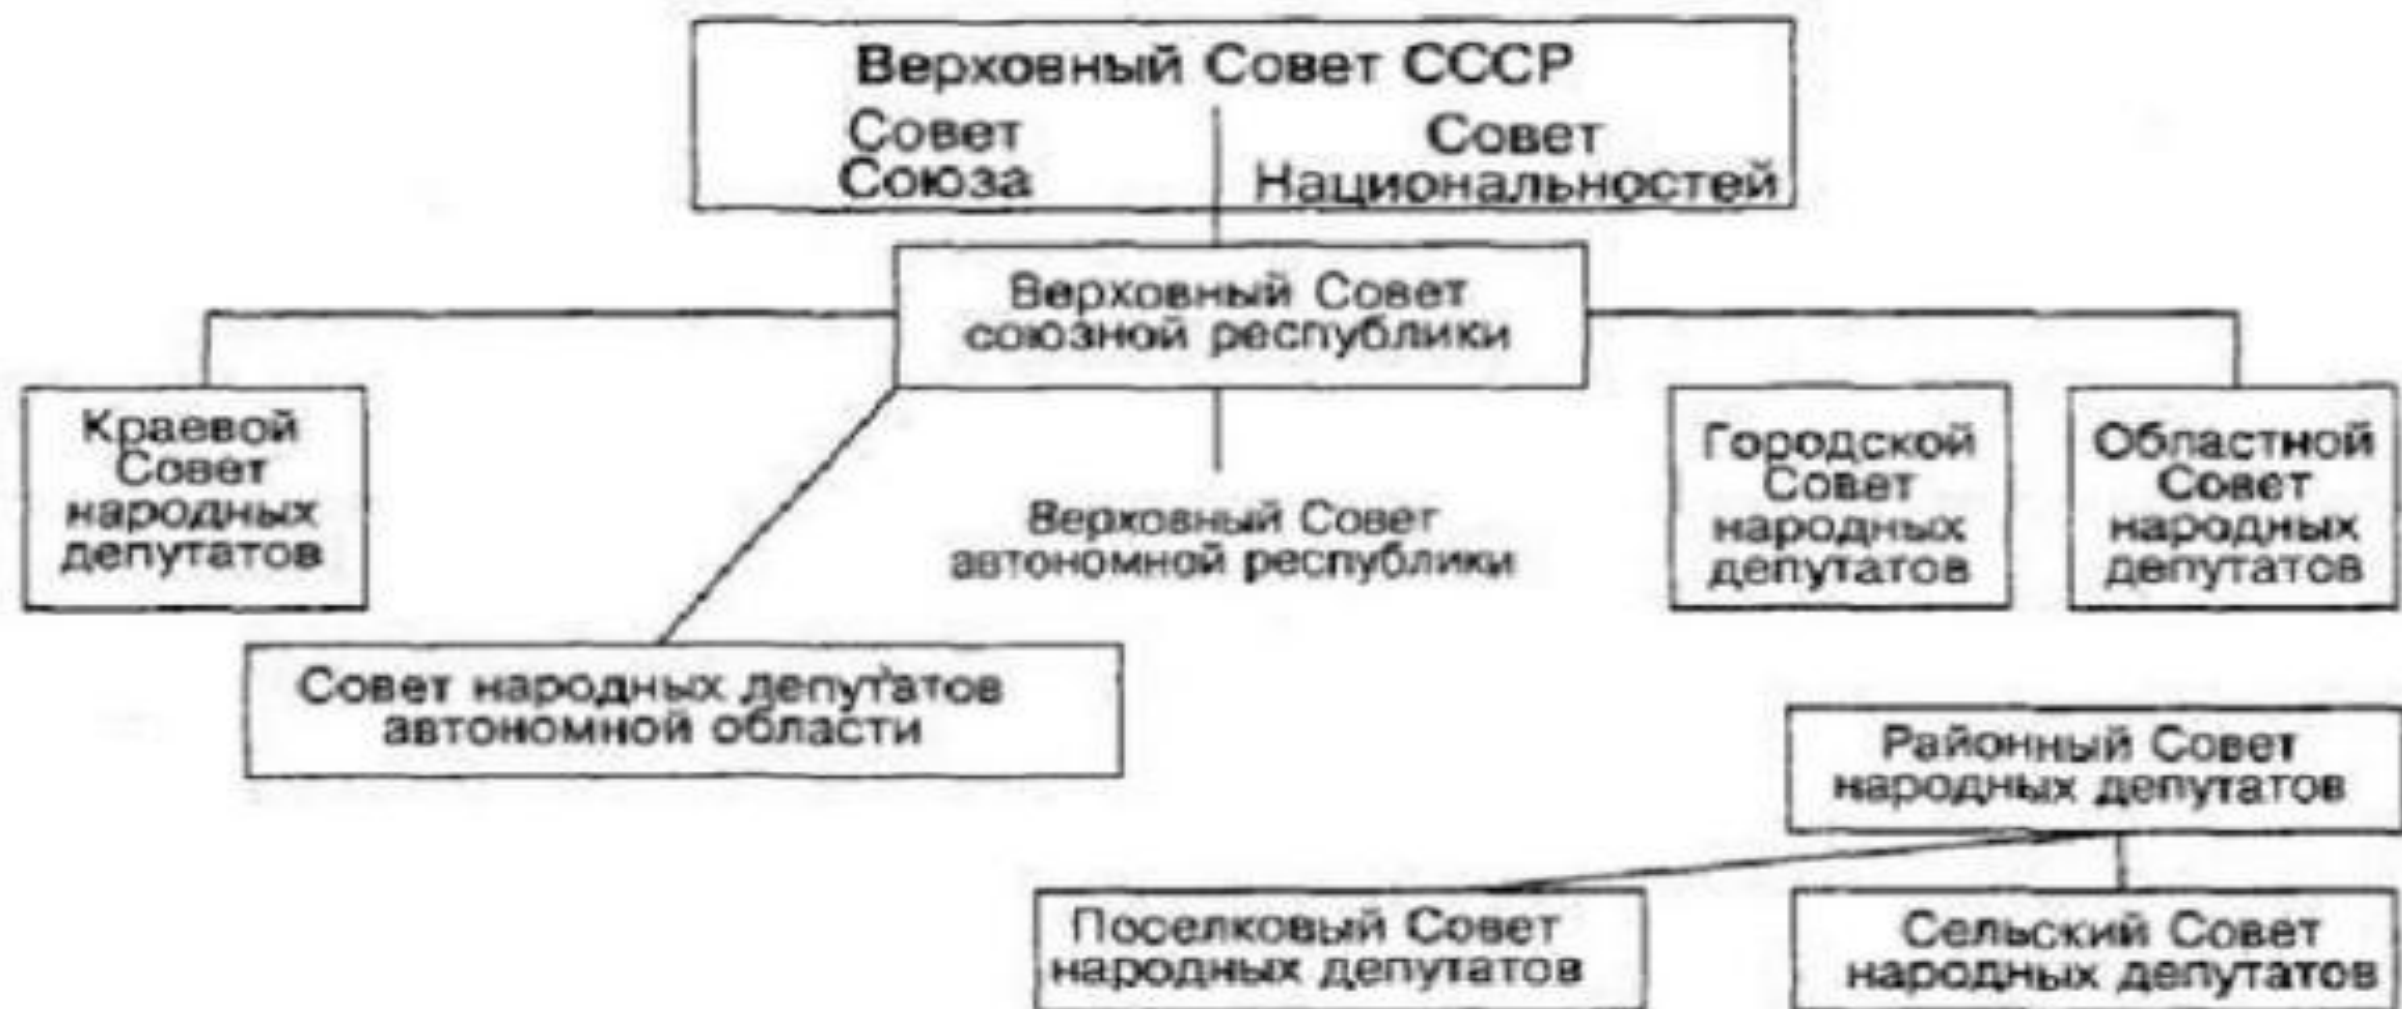 Верховный Совет СССР
Совет
Союза
Совет
Национальностей
Верховный Совет
союзной республики
Краевой
Совет
народных
депутатов
Верховный Совет
автономной республики
Городской
Совет
народных
депутатов
Областной
Совет
народных
депутатов
Совет народных депутатов
автономной области
Районный Совет
народных депутатов
Поселковый Совет
народных депутатов
Сельский Совет
народных депутатов